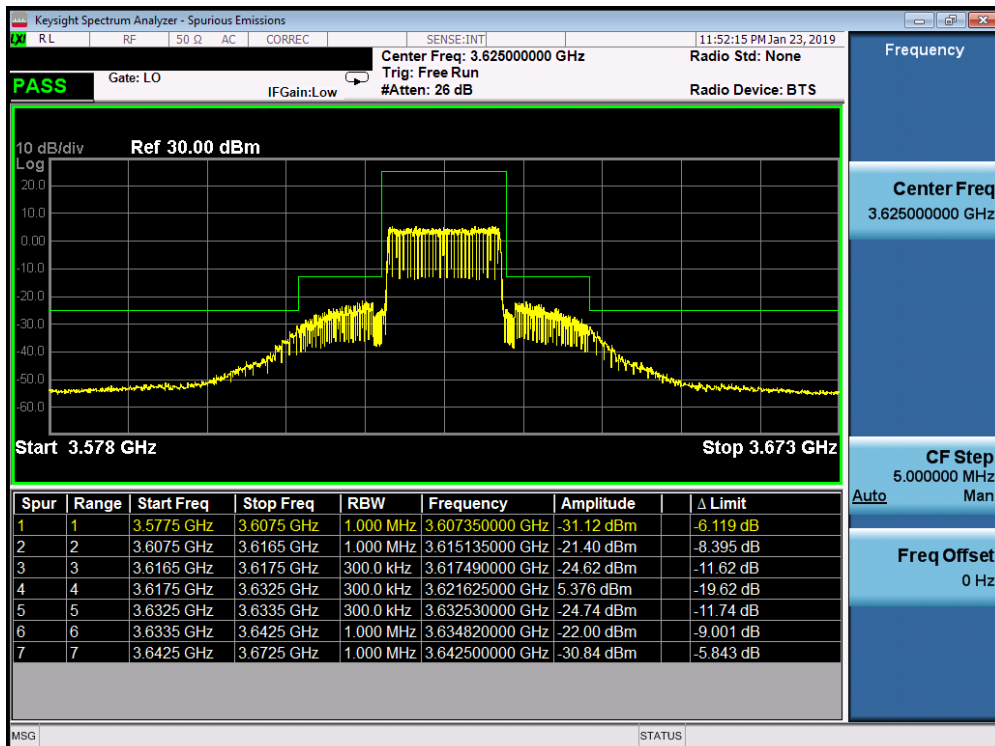 Keysight Spectrum Analyzer - Spurious Emissions
LXI RL RF 50 Ω AC CORREC SENSE:INT 11:52:15 PM Jan 23, 2019
Center Freq: 3.625000000 GHz Radio Std: None
PASS Gate: LO Trig: Free Run
IFGain:Low #Atten: 26 dB Radio Device: BTS
10 dB/div Ref 30.00 dBm
Log
20.0
10.0
0.00
-10.0
-20.0
-30.0
-40.0
-50.0
-60.0
Start 3.578 GHz Stop 3.673 GHz
Spur Range Start Freq Stop Freq RBW Frequency Amplitude Δ Limit
1 1 3.5775 GHz 3.6075 GHz 1.000 MHz 3.607350000 GHz -31.12 dBm -6.119 dB
2 2 3.6075 GHz 3.6165 GHz 1.000 MHz 3.615135000 GHz -21.40 dBm -8.395 dB
3 3 3.6165 GHz 3.6175 GHz 300.0 kHz 3.617490000 GHz -24.62 dBm -11.62 dB
4 4 3.6175 GHz 3.6325 GHz 300.0 kHz 3.621625000 GHz 5.376 dBm -19.62 dB
5 5 3.6325 GHz 3.6335 GHz 300.0 kHz 3.632530000 GHz -24.74 dBm -11.74 dB
6 6 3.6335 GHz 3.6425 GHz 1.000 MHz 3.634820000 GHz -22.00 dBm -9.001 dB
7 7 3.6425 GHz 3.6725 GHz 1.000 MHz 3.642500000 GHz -30.84 dBm -5.843 dB
MSG STATUS
Frequency
Center Freq
3.625000000 GHz
CF Step
5.000000 MHz
Auto Man
Freq Offset
0 Hz